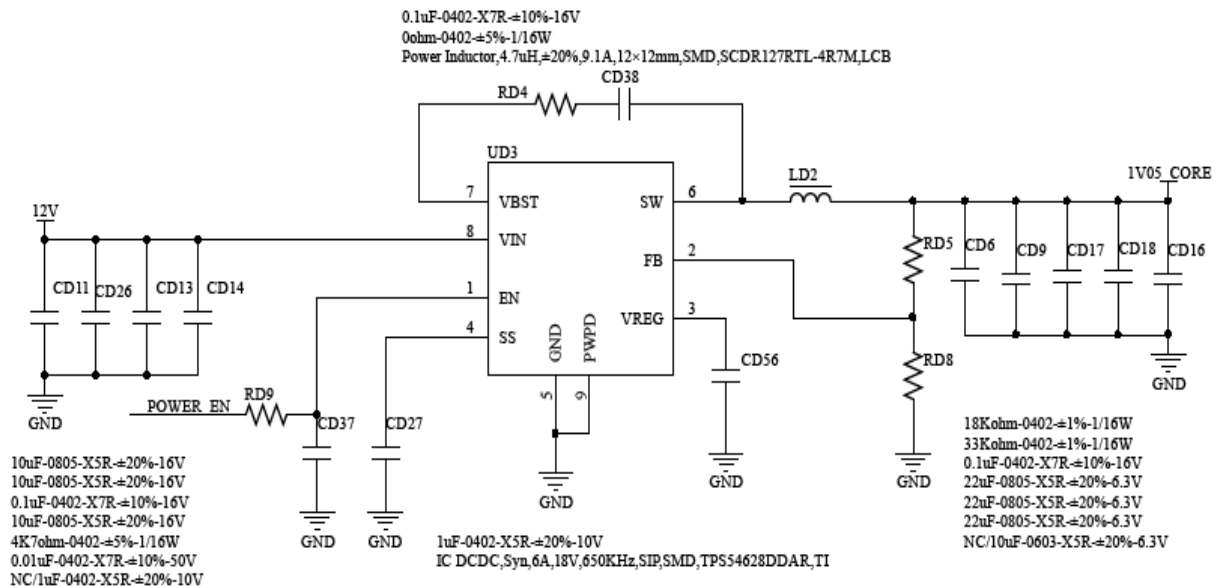 0.1uF-0402-X7R-±10%-16V
0ohm-0402-±5%-1/16W
Power Inductor,4.7uH,±20%,9.1A,12×12mm,SMD,SCDR127RTL-4R7M,LCB
RD4
CD38
UD3
7
VBST
SW
6
LD2
1V05_CORE
12V
8
VIN
FB
2
RD5
CD6
CD9
CD17
CD18
CD16
CD11
CD26
CD13
CD14
1
EN
4
SS
VREG
3
GND
PWPD
5
9
CD56
RD8
GND
GND
POWER_EN
RD9
CD37
CD27
GND
GND
GND
GND
GND
10uF-0805-X5R-±20%-16V
10uF-0805-X5R-±20%-16V
0.1uF-0402-X7R-±10%-16V
10uF-0805-X5R-±20%-16V
4K7ohm-0402-±5%-1/16W
0.01uF-0402-X7R-±10%-50V
NC/1uF-0402-X5R-±20%-10V
1uF-0402-X5R-±20%-10V
IC DCDC,Syn,6A,18V,650KHz,SIP,SMD,TPS54628DDAR,TI
18Kohm-0402-±1%-1/16W
33Kohm-0402-±1%-1/16W
0.1uF-0402-X7R-±10%-16V
22uF-0805-X5R-±20%-6.3V
22uF-0805-X5R-±20%-6.3V
22uF-0805-X5R-±20%-6.3V
NC/10uF-0603-X5R-±20%-6.3V